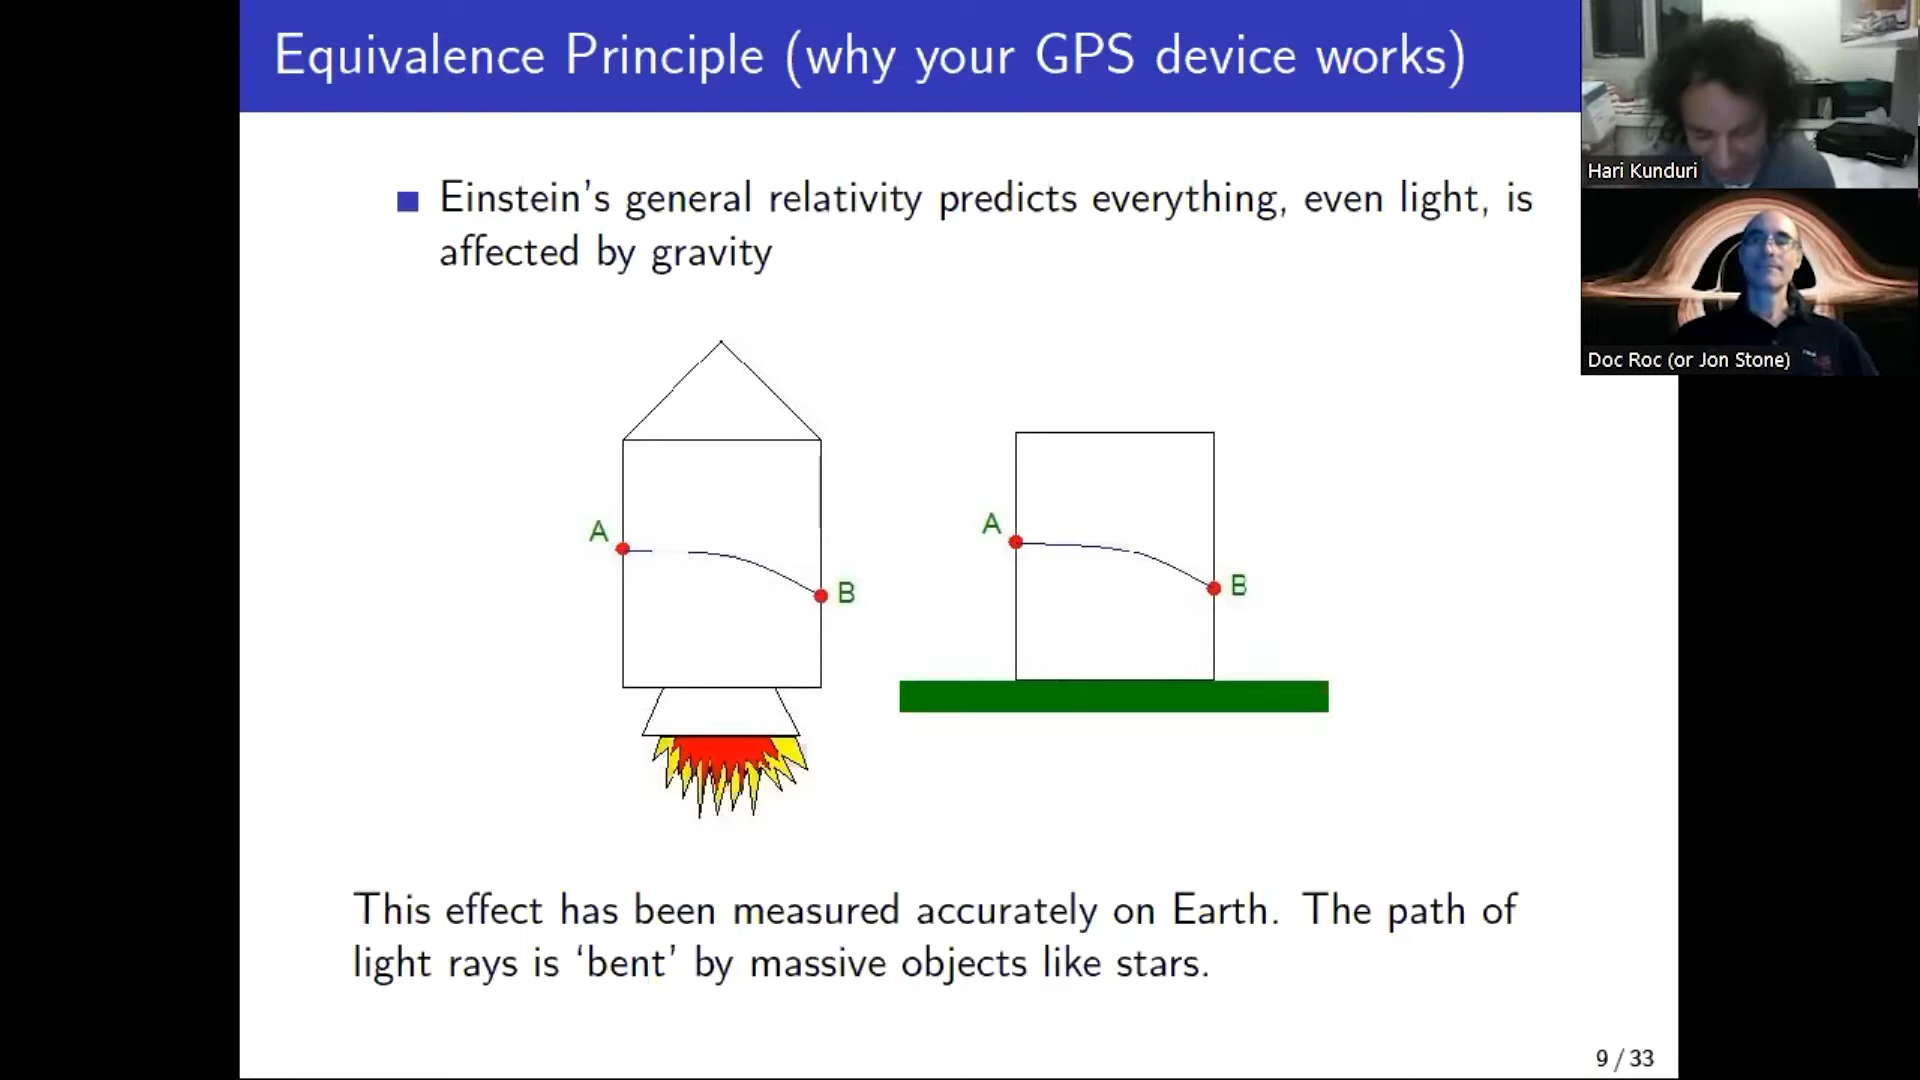 Equivalence Principle (why your GPS device works)
Einstein's general relativity predicts everything, even light, is
affected by gravity
A
B
A
B
This effect has been measured accurately on Earth. The path of
light rays is ‘bent’ by massive objects like stars.
9 / 33
Hari Kunduri
Doc Roc (or Jon Stone)